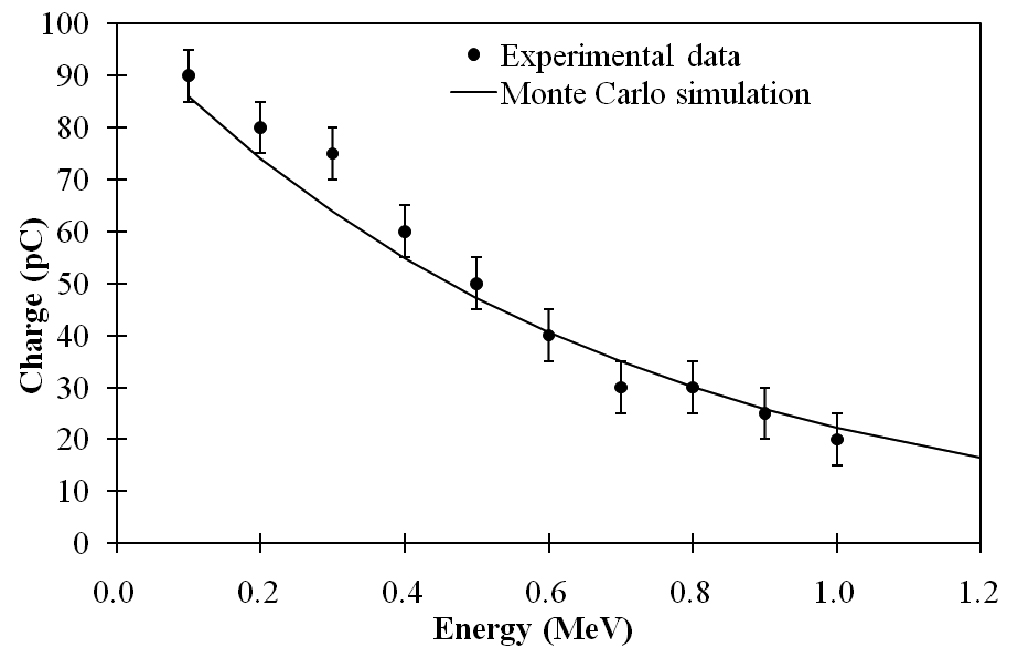 100
90
80
70
60
50
40
30
20
10
0
Charge (pC)
Experimental data
Monte Carlo simulation
0.0 0.2 0.4 0.6 0.8 1.0 1.2
Energy (MeV)